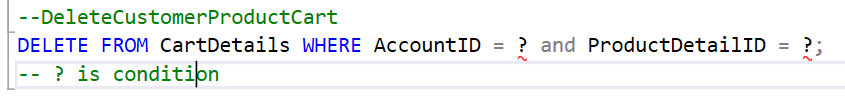 --DeleteCustomerProductCart
DELETE FROM CartDetails WHERE AccountID = ? and ProductDetailID = ?;
-- ? is condition